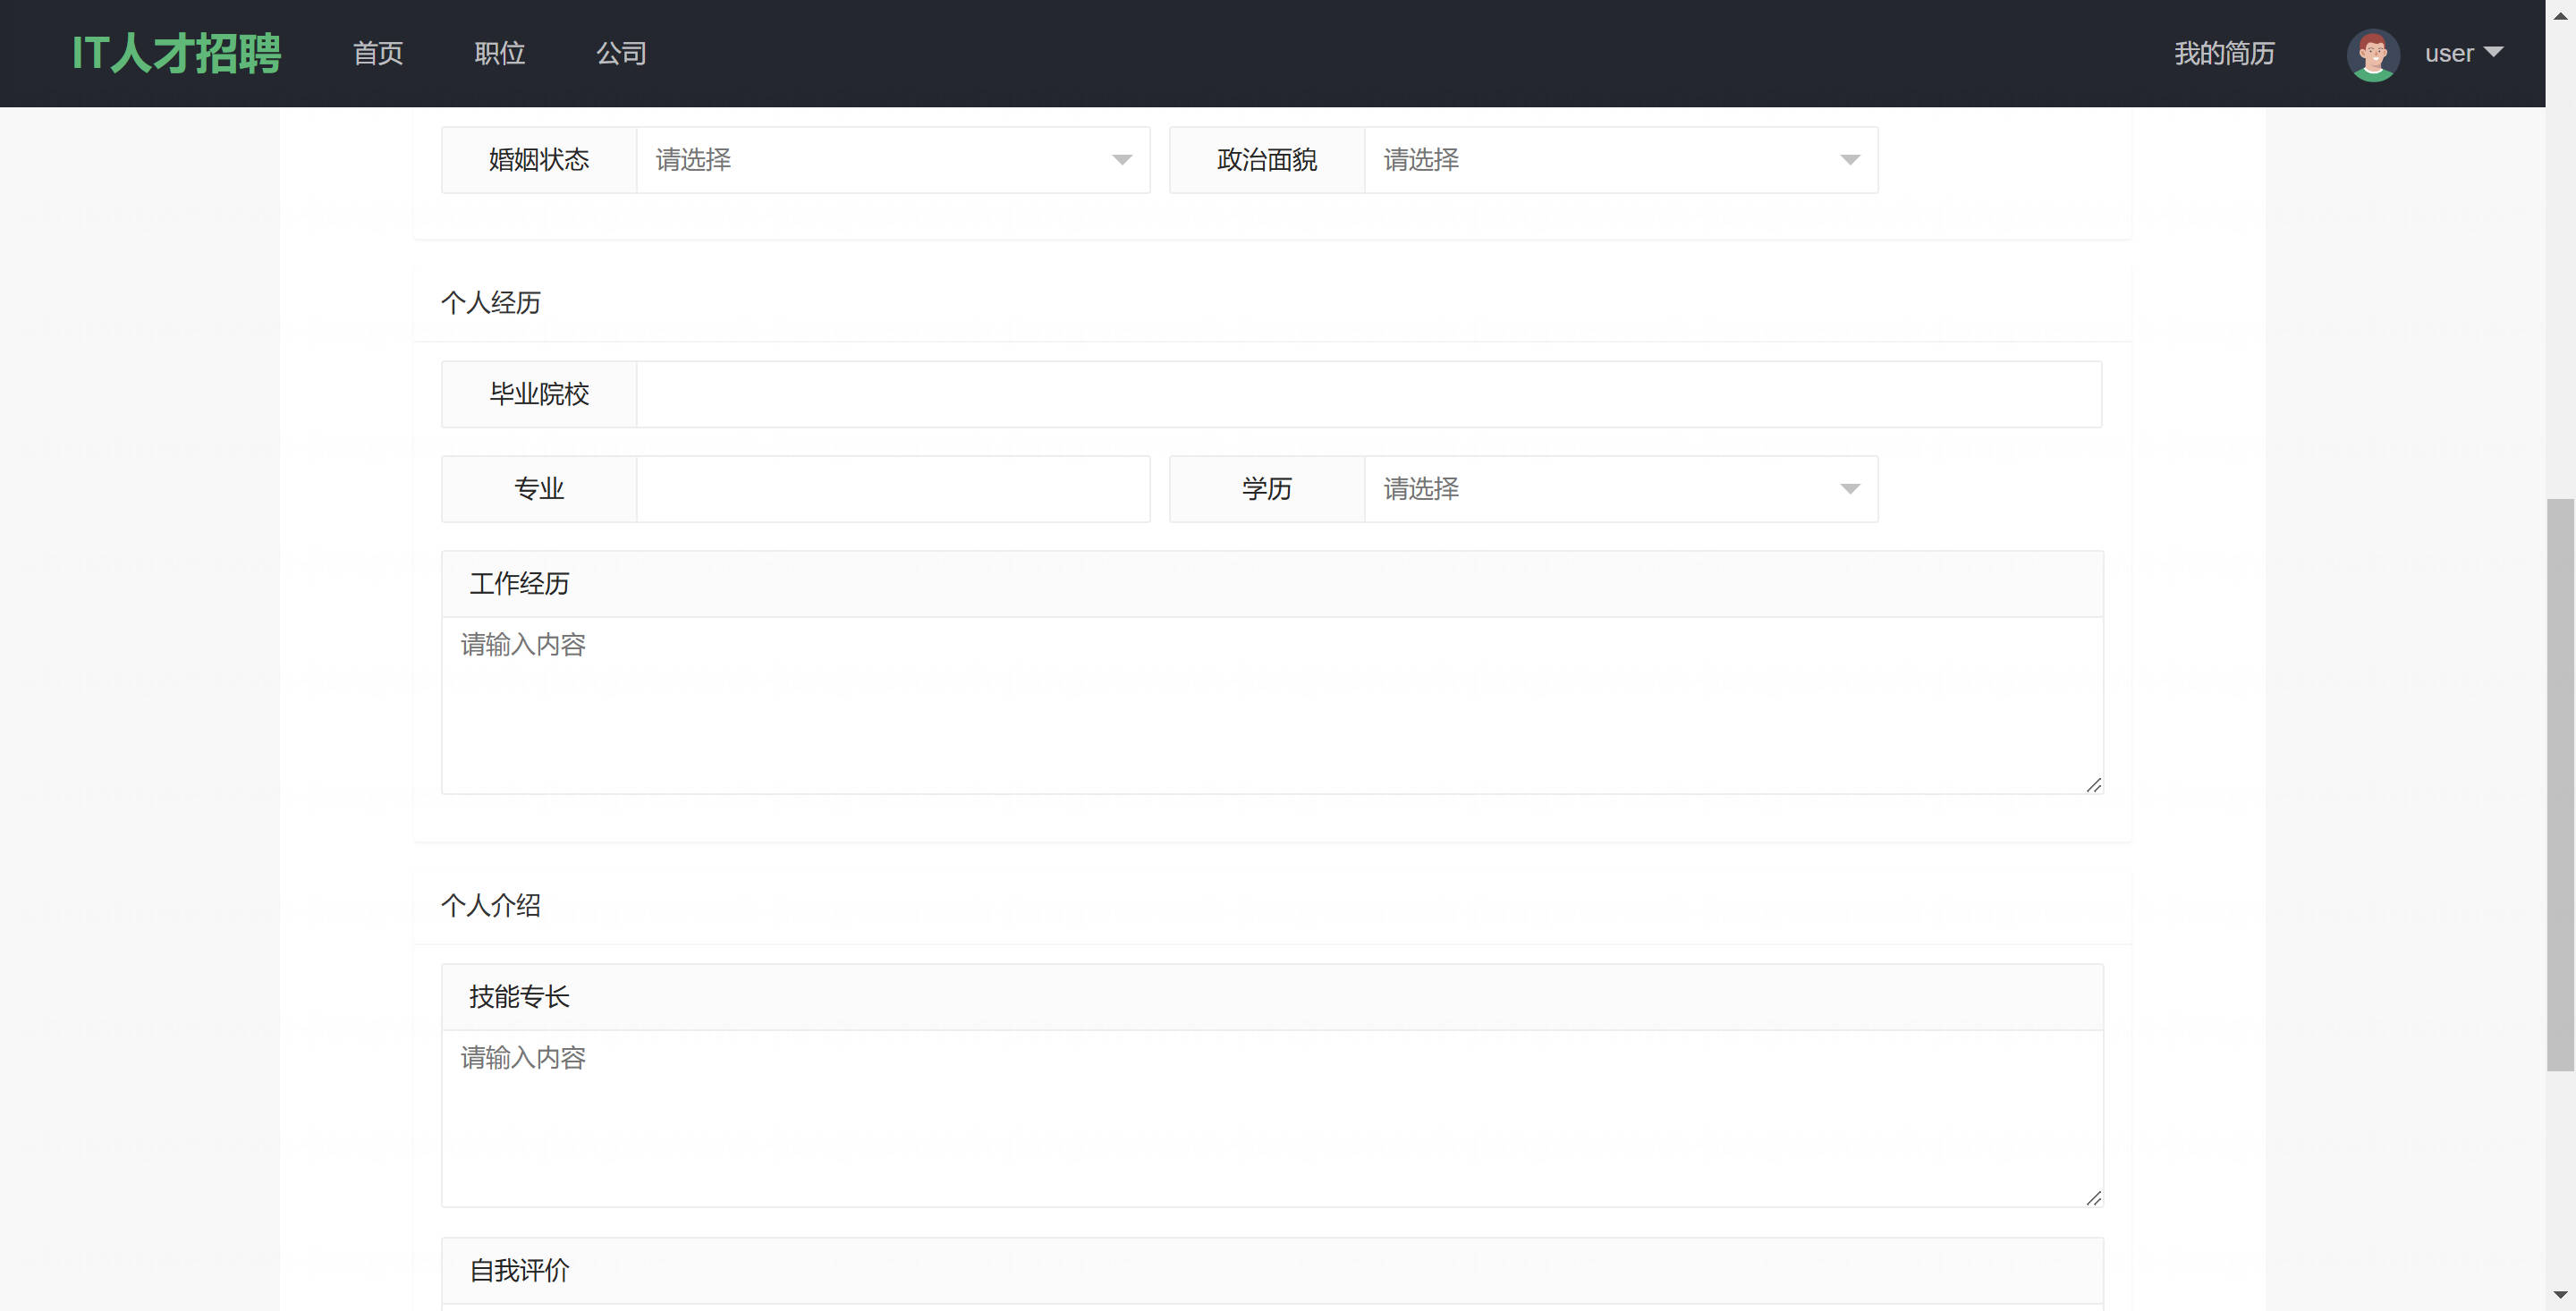 IT人才招聘 首页 职位 公司 我的简历 user
婚姻状态 请选择 政治面貌 请选择
个人经历
毕业院校
专业 学历 请选择
工作经历
请输入内容
个人介绍
技能专长
请输入内容
自我评价